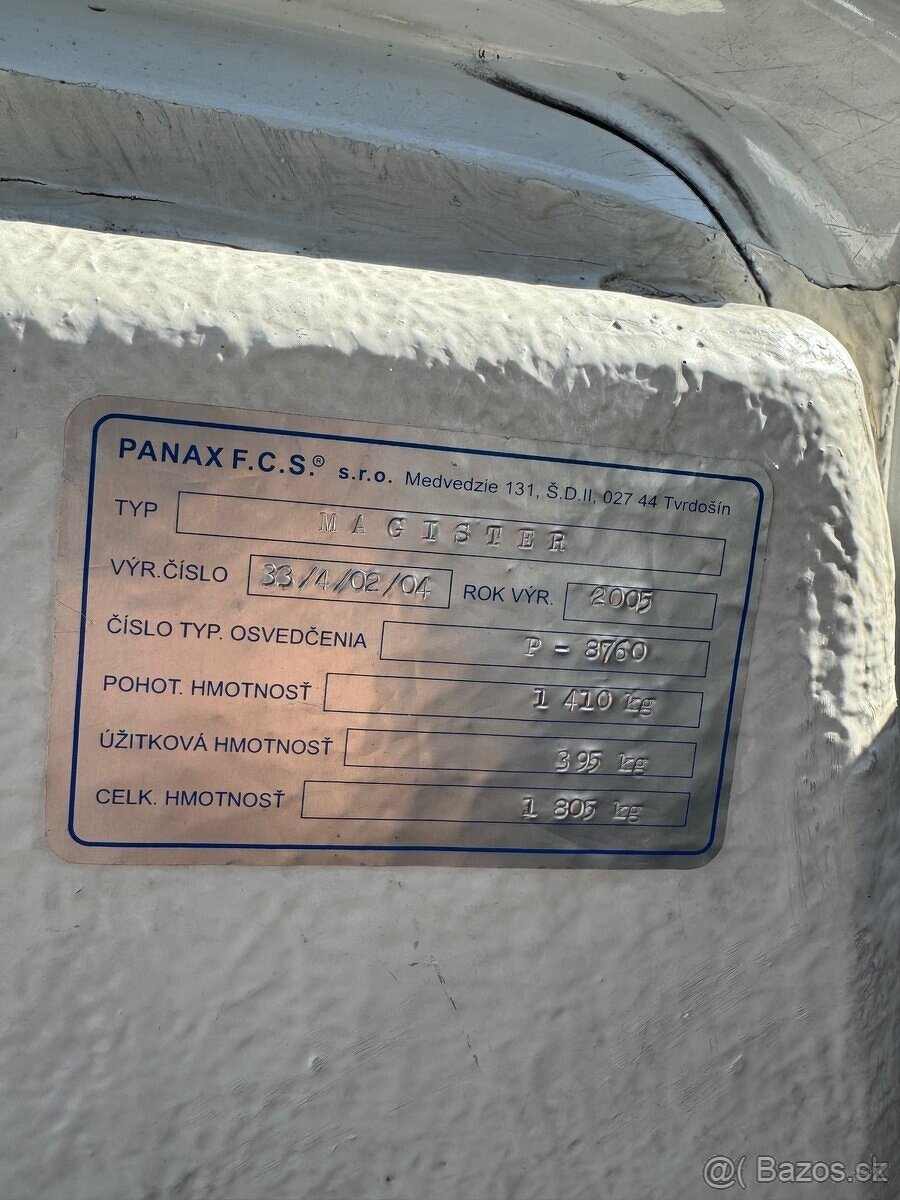 PANAX F.C.S.® s.r.o. Medvedzie 131, Š.D.II, 027 44 Tvrdošín
TYP MAGISTER
VÝR.ČÍSLO 33/4/02/04 ROK VÝR. 2005
ČÍSLO TYP. OSVEDČENIA P - 8760
POHOT. HMOTNOSŤ 1 410 kg
ÚŽITKOVÁ HMOTNOSŤ 395 kg
CELK. HMOTNOSŤ 1 805 kg
@( Bazos.sk